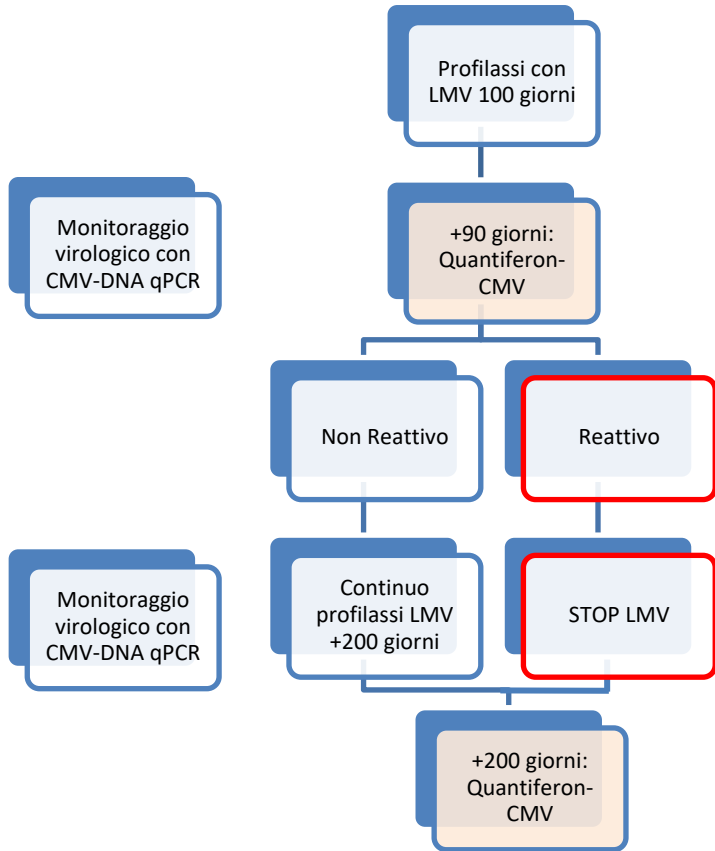 Profilassi con
LMV 100 giorni
Monitoraggio
virologico con
CMV-DNA qPCR
+90 giorni:
Quantiferon-
CMV
Non Reattivo
Reattivo
Monitoraggio
virologico con
CMV-DNA qPCR
Continuo
profilassi LMV
+200 giorni
STOP LMV
+200 giorni:
Quantiferon-
CMV